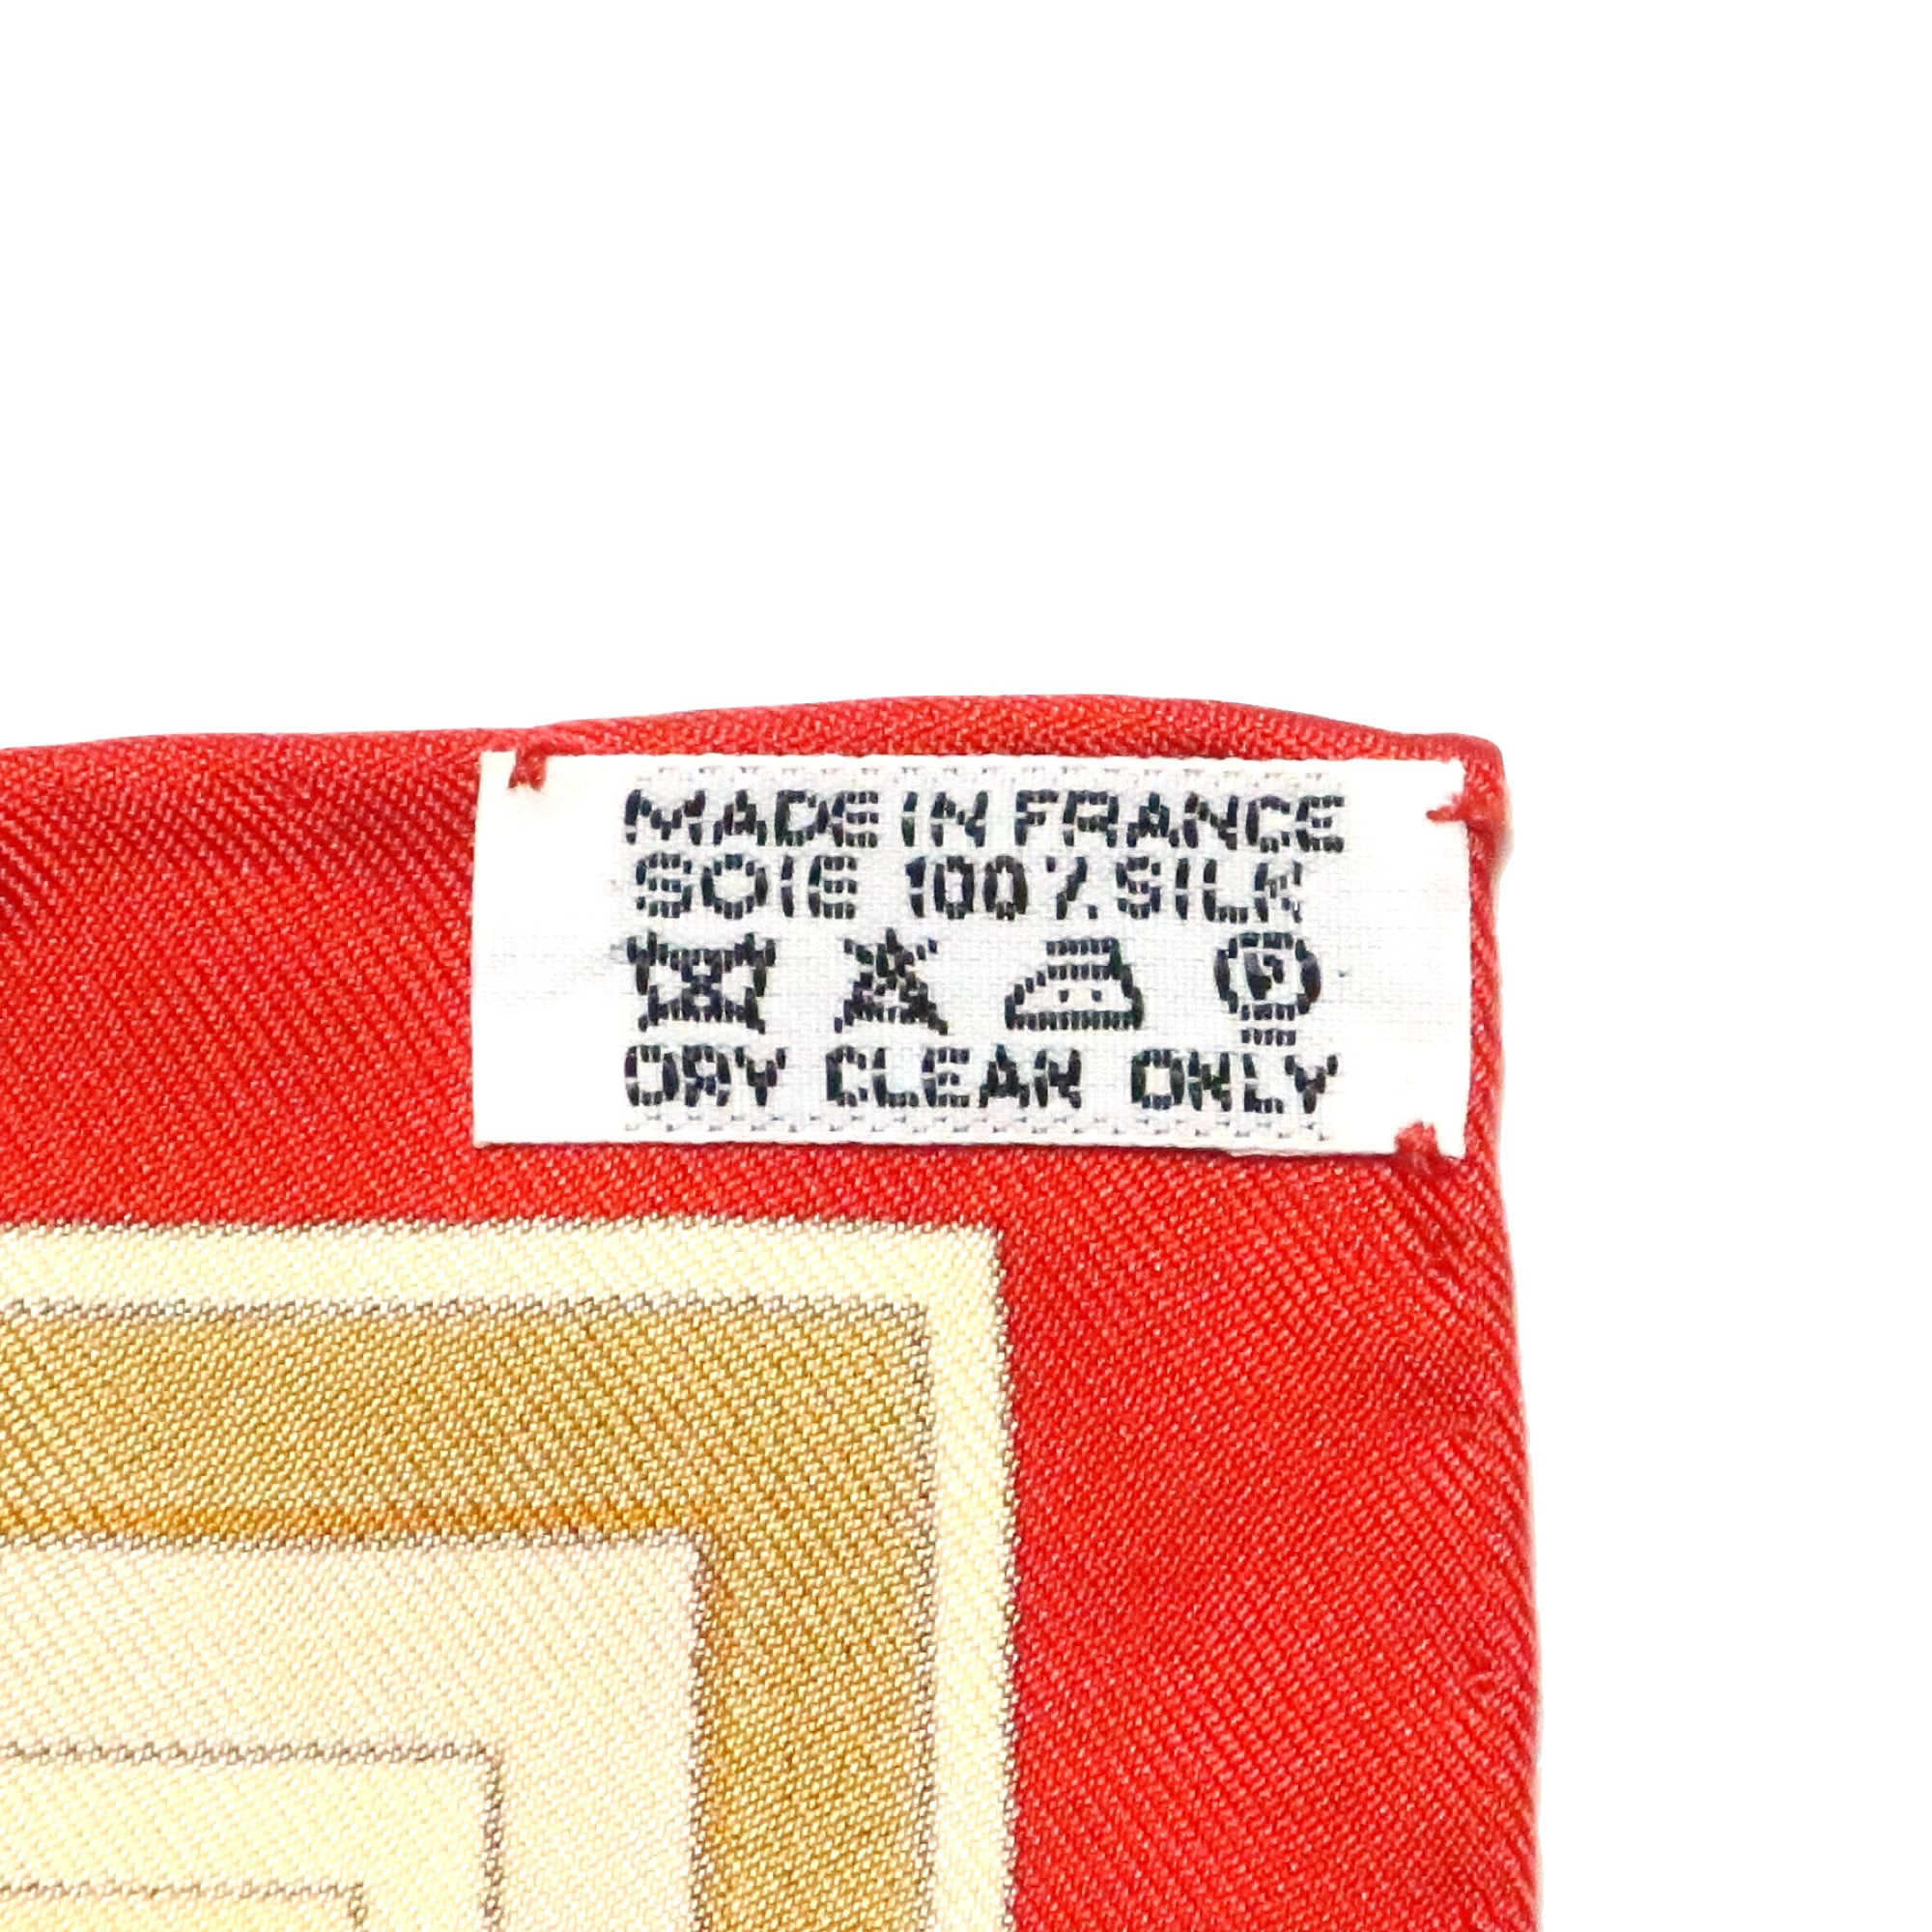 MADE IN FRANCE
SOIE 100% SILK
P
DRY CLEAN ONLY